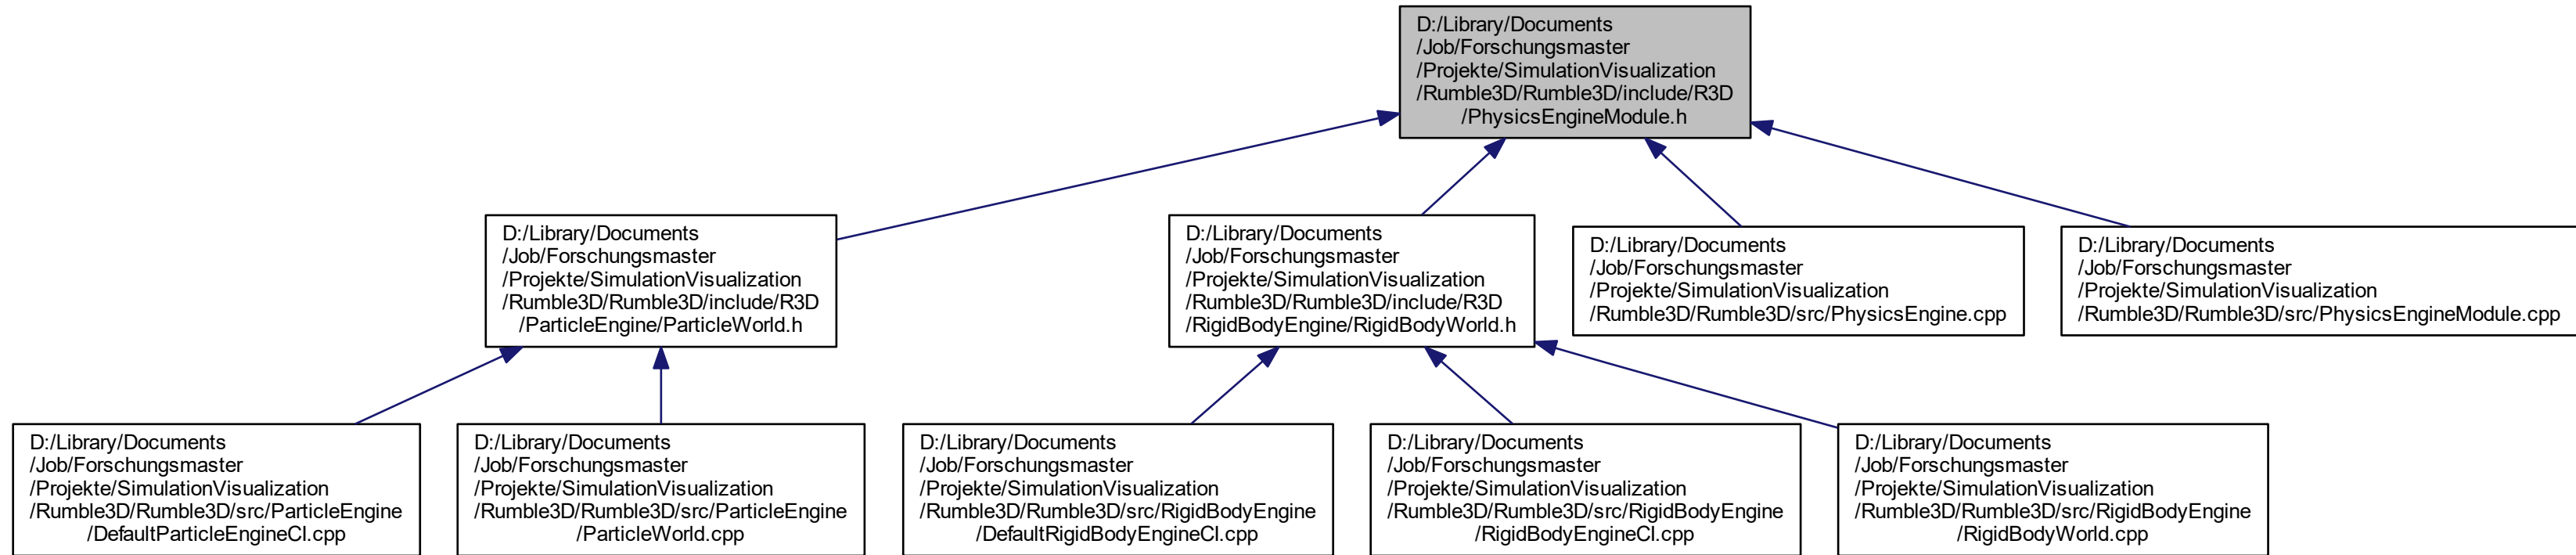 D:/Library/Documents
/Job/Forschungsmaster
/Projekte/SimulationVisualization
/Rumble3D/Rumble3D/include/R3D
/PhysicsEngineModule.h
D:/Library/Documents
/Job/Forschungsmaster
/Projekte/SimulationVisualization
/Rumble3D/Rumble3D/include/R3D
/ParticleEngine/ParticleWorld.h
D:/Library/Documents
/Job/Forschungsmaster
/Projekte/SimulationVisualization
/Rumble3D/Rumble3D/include/R3D
/RigidBodyEngine/RigidBodyWorld.h
D:/Library/Documents
/Job/Forschungsmaster
/Projekte/SimulationVisualization
/Rumble3D/Rumble3D/src/PhysicsEngine.cpp
D:/Library/Documents
/Job/Forschungsmaster
/Projekte/SimulationVisualization
/Rumble3D/Rumble3D/src/PhysicsEngineModule.cpp
D:/Library/Documents
/Job/Forschungsmaster
/Projekte/SimulationVisualization
/Rumble3D/Rumble3D/src/ParticleEngine
/DefaultParticleEngineCI.cpp
D:/Library/Documents
/Job/Forschungsmaster
/Projekte/SimulationVisualization
/Rumble3D/Rumble3D/src/ParticleEngine
/ParticleWorld.cpp
D:/Library/Documents
/Job/Forschungsmaster
/Projekte/SimulationVisualization
/Rumble3D/Rumble3D/src/RigidBodyEngine
/DefaultRigidBodyEngineCI.cpp
D:/Library/Documents
/Job/Forschungsmaster
/Projekte/SimulationVisualization
/Rumble3D/Rumble3D/src/RigidBodyEngine
/RigidBodyEngineCI.cpp
D:/Library/Documents
/Job/Forschungsmaster
/Projekte/SimulationVisualization
/Rumble3D/Rumble3D/src/RigidBodyEngine
/RigidBodyWorld.cpp